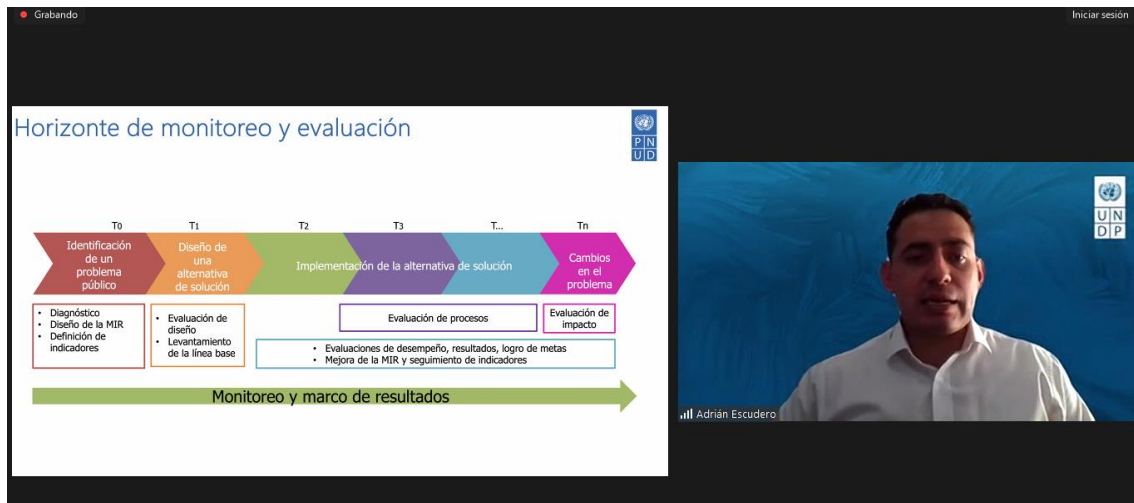 Grabando
Iniciar sesión
Horizonte de monitoreo y evaluación
P N
U D
T0
T1
T2
T3
T...
Tn
Identificación
de un
problema
público
Diseño de
una
alternativa
de solución
Implementación de la alternativa de solución
Cambios
en el
problema
• Diagnóstico
• Diseño de la MIR
• Definición de
indicadores
• Evaluación de
diseño
• Levantamiento
de la línea base
Evaluación de procesos
Evaluación de
impacto
• Evaluaciones de desempeño, resultados, logro de metas
• Mejora de la MIR y seguimiento de indicadores
Monitoreo y marco de resultados
U N
D P
Adrián Escudero